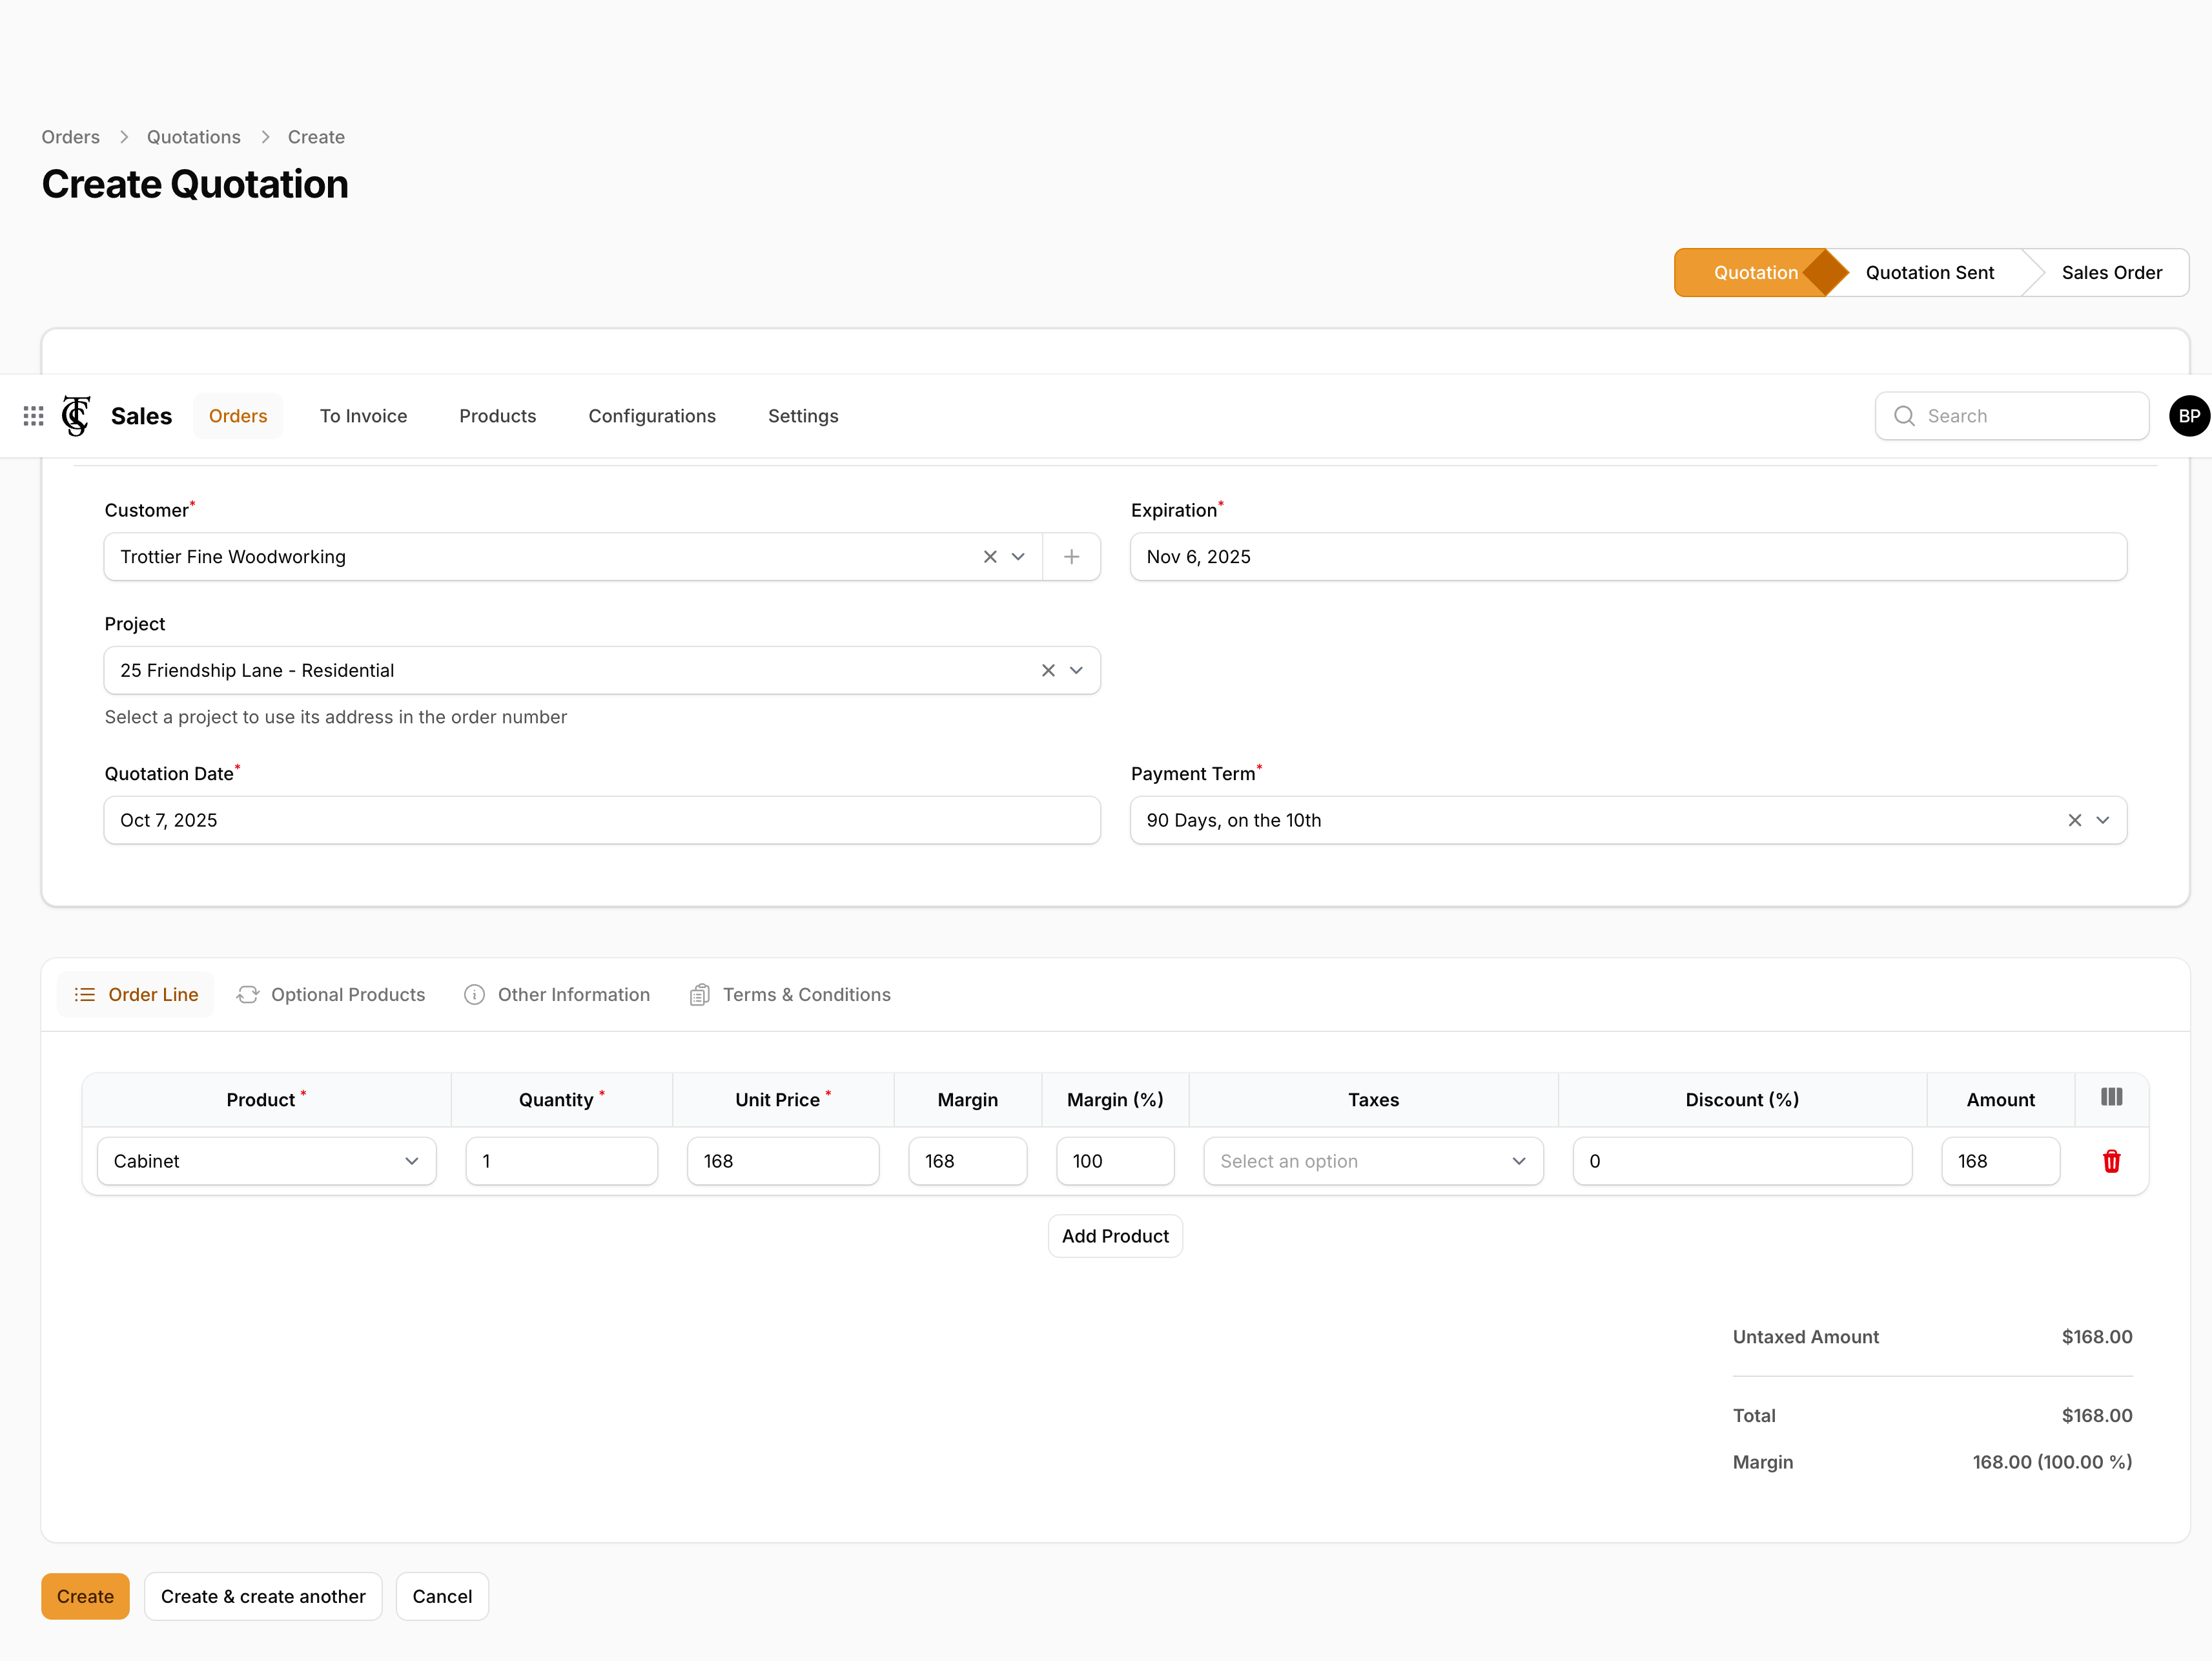 Orders > Quotations > Create
Create Quotation
Quotation Quotation Sent Sales Order
TCS Sales Orders To Invoice Products Configurations Settings Search BP
Customer* Expiration*
Trottier Fine Woodworking Nov 6, 2025
Project
25 Friendship Lane - Residential
Select a project to use its address in the order number
Quotation Date* Payment Term*
Oct 7, 2025 90 Days, on the 10th
Order Line Optional Products Other Information Terms & Conditions
Product * Quantity * Unit Price * Margin Margin (%) Taxes Discount (%) Amount
Cabinet 1 168 168 100 Select an option 0 168
Add Product
Untaxed Amount $168.00
Total $168.00
Margin 168.00 (100.00 %)
Create Create & create another Cancel